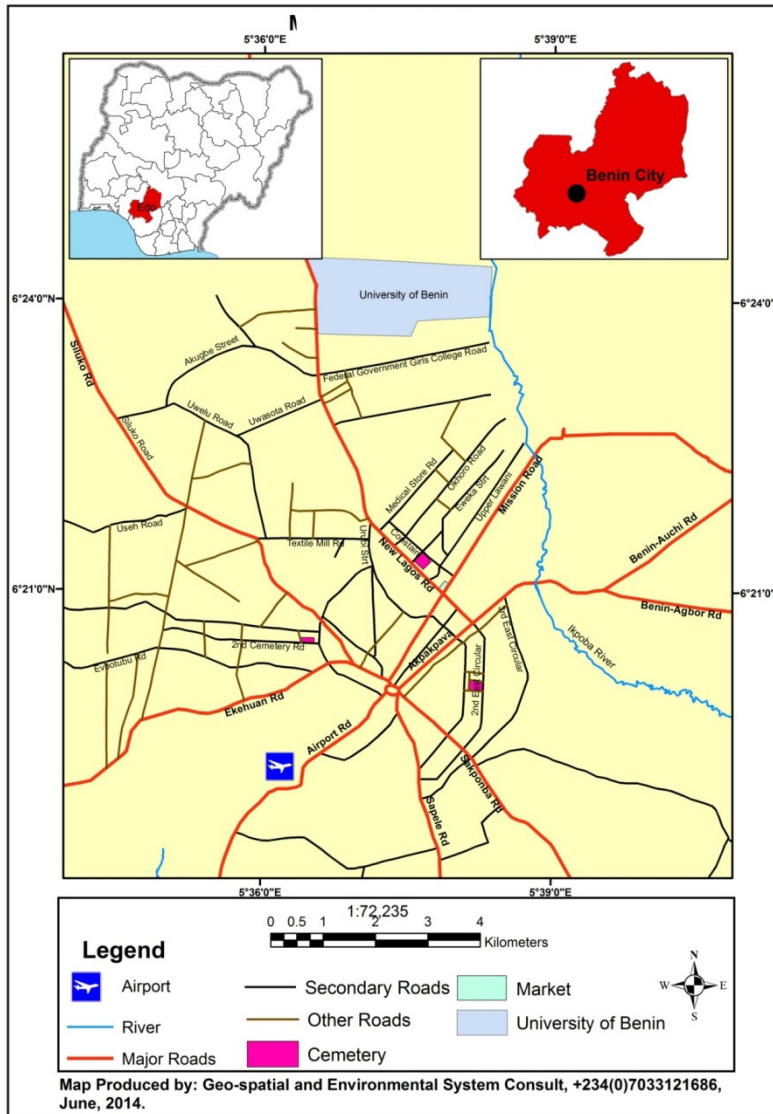 5°36'0"E
5°39'0"E
Edo
Benin City
6°24'0"N
6°24'0"N
University of Benin
Siluko Rd
Akugbe Street
Federal Government Girls College Road
Uwelu Road
Uwasota Road
Siluko Road
Medical Store Rd
Okhoro Road
Eweka Strt
Upper Lawani
Mission Road
Useh Road
Textile Mill Rd
Urubi Strt
Constain
New Lagos Rd
Benin-Auchi Rd
6°21'0"N
6°21'0"N
Benin-Agbor Rd
2nd Cemetery Rd
Akpakpava
3rd East Circular
Ikpoba River
Evbotubu Rd
2nd East Circular
Ekehuan Rd
Airport Rd
Sakponba Rd
Sapele Rd
5°36'0"E
5°39'0"E
1:72,235
0 0.5 1 2 3 4
Kilometers
Legend
Airport
River
Major Roads
Secondary Roads
Other Roads
Cemetery
Market
University of Benin
N
W E
S
Map Produced by: Geo-spatial and Environmental System Consult, +234(0)7033121686,
June, 2014.